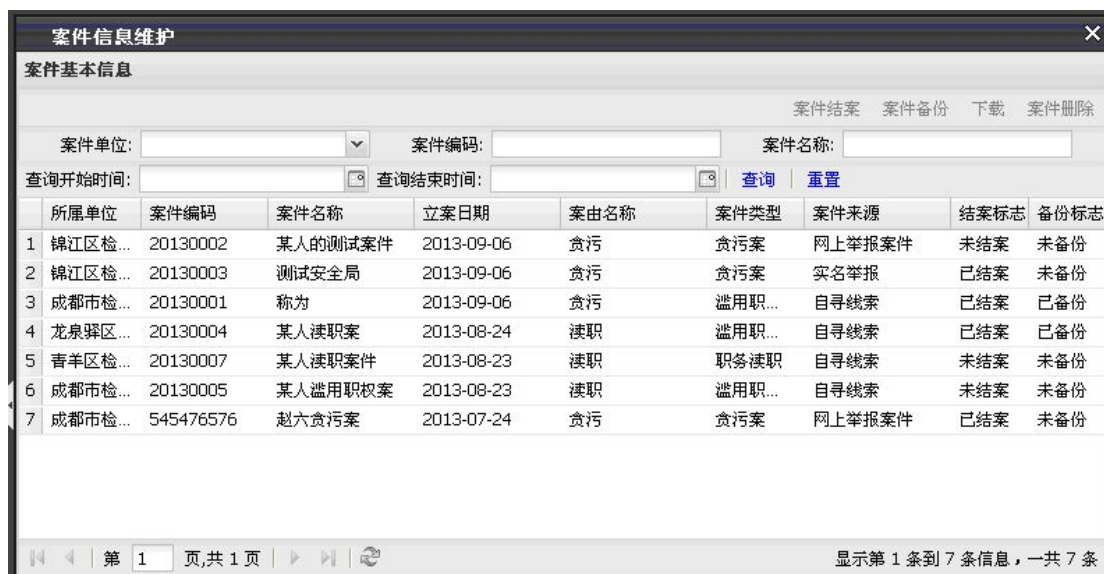 案件信息维护
案件基本信息
案件结案 案件备份 下载 案件删除
案件单位: 案件编码: 案件名称:
查询开始时间: 查询结束时间: 查询 重置
所属单位 案件编码 案件名称 立案日期 案由名称 案件类型 案件来源 结案标志 备份标志
1 锦江区检... 20130002 某人的测试案件 2013-09-06 贪污 贪污案 网上举报案件 未结案 未备份
2 锦江区检... 20130003 测试安全局 2013-09-06 贪污 贪污案 实名举报 已结案 未备份
3 成都市检... 20130001 称为 2013-09-06 贪污 滥用职... 自寻线索 已结案 已备份
4 龙泉驿区... 20130004 某人渎职案 2013-08-24 渎职 滥用职... 自寻线索 已结案 已备份
5 青羊区检... 20130007 某人渎职案件 2013-08-23 渎职 职务渎职 自寻线索 未结案 未备份
6 成都市检... 20130005 某人滥用职权案 2013-08-23 渎职 滥用职... 自寻线索 未结案 未备份
7 成都市检... 545476576 赵六贪污案 2013-07-24 贪污 贪污案 网上举报案件 已结案 未备份
第 1 页,共 1 页 显示第 1 条到 7 条信息，一共 7 条